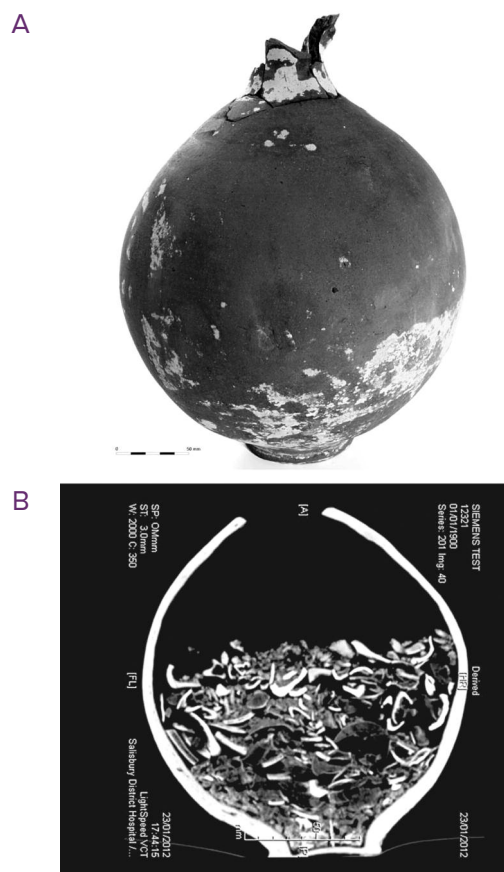 A
0
50 mm
B
SP: OMmm
ST: 3.0mm
W: 2000 C: 350
[A]
SIEMENS TEST
12321
01/01/1900
Series: 201 Img: 40
[FL]
Derived
Salisbury District Hospital /...
LightSpeed VCT
17:44:15
23/01/2012
23/01/2012